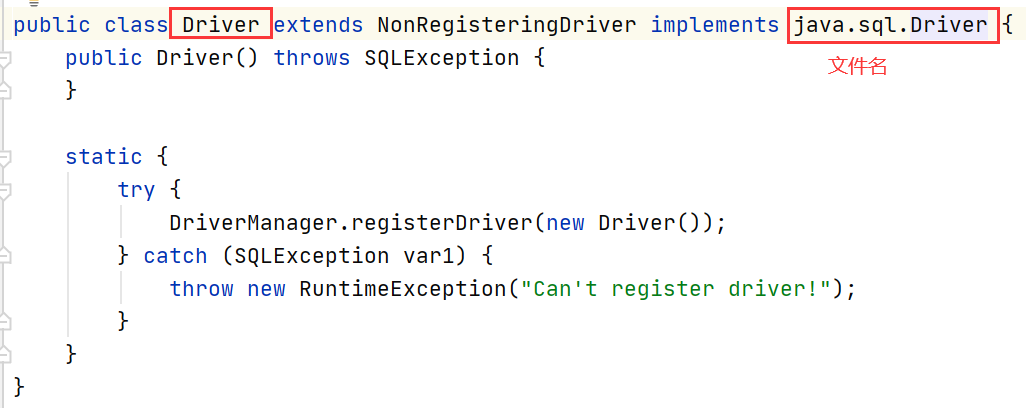 public class Driver extends NonRegisteringDriver implements java.sql.Driver {
文件名
    public Driver() throws SQLException {
    }
    static {
        try {
            DriverManager.registerDriver(new Driver());
        } catch (SQLException var1) {
            throw new RuntimeException("Can't register driver!");
        }
    }
}